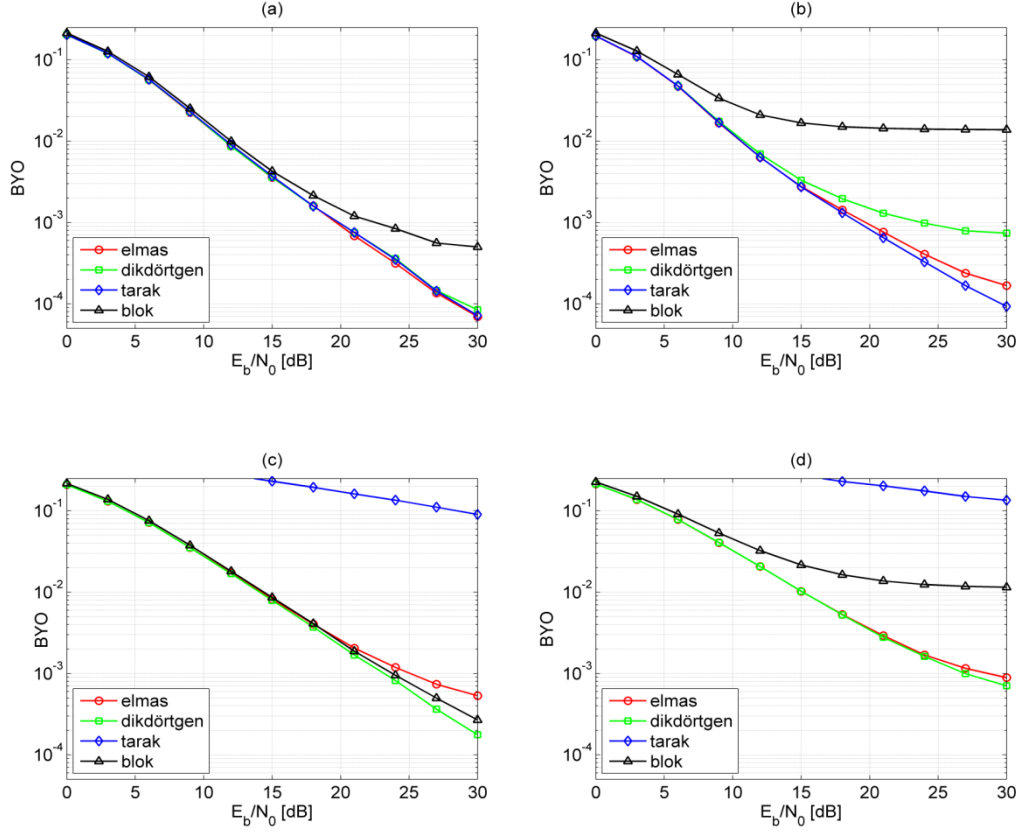 (a)
10^-1
10^-2
10^-3
10^-4
BYO
elmas
dikdörtgen
tarak
blok
0 5 10 15 20 25 30
E_b/N_0 [dB]
(b)
10^-1
10^-2
10^-3
10^-4
BYO
elmas
dikdörtgen
tarak
blok
0 5 10 15 20 25 30
E_b/N_0 [dB]
(c)
10^-1
10^-2
10^-3
10^-4
BYO
elmas
dikdörtgen
tarak
blok
0 5 10 15 20 25 30
E_b/N_0 [dB]
(d)
10^-1
10^-2
10^-3
10^-4
BYO
elmas
dikdörtgen
tarak
blok
0 5 10 15 20 25 30
E_b/N_0 [dB]